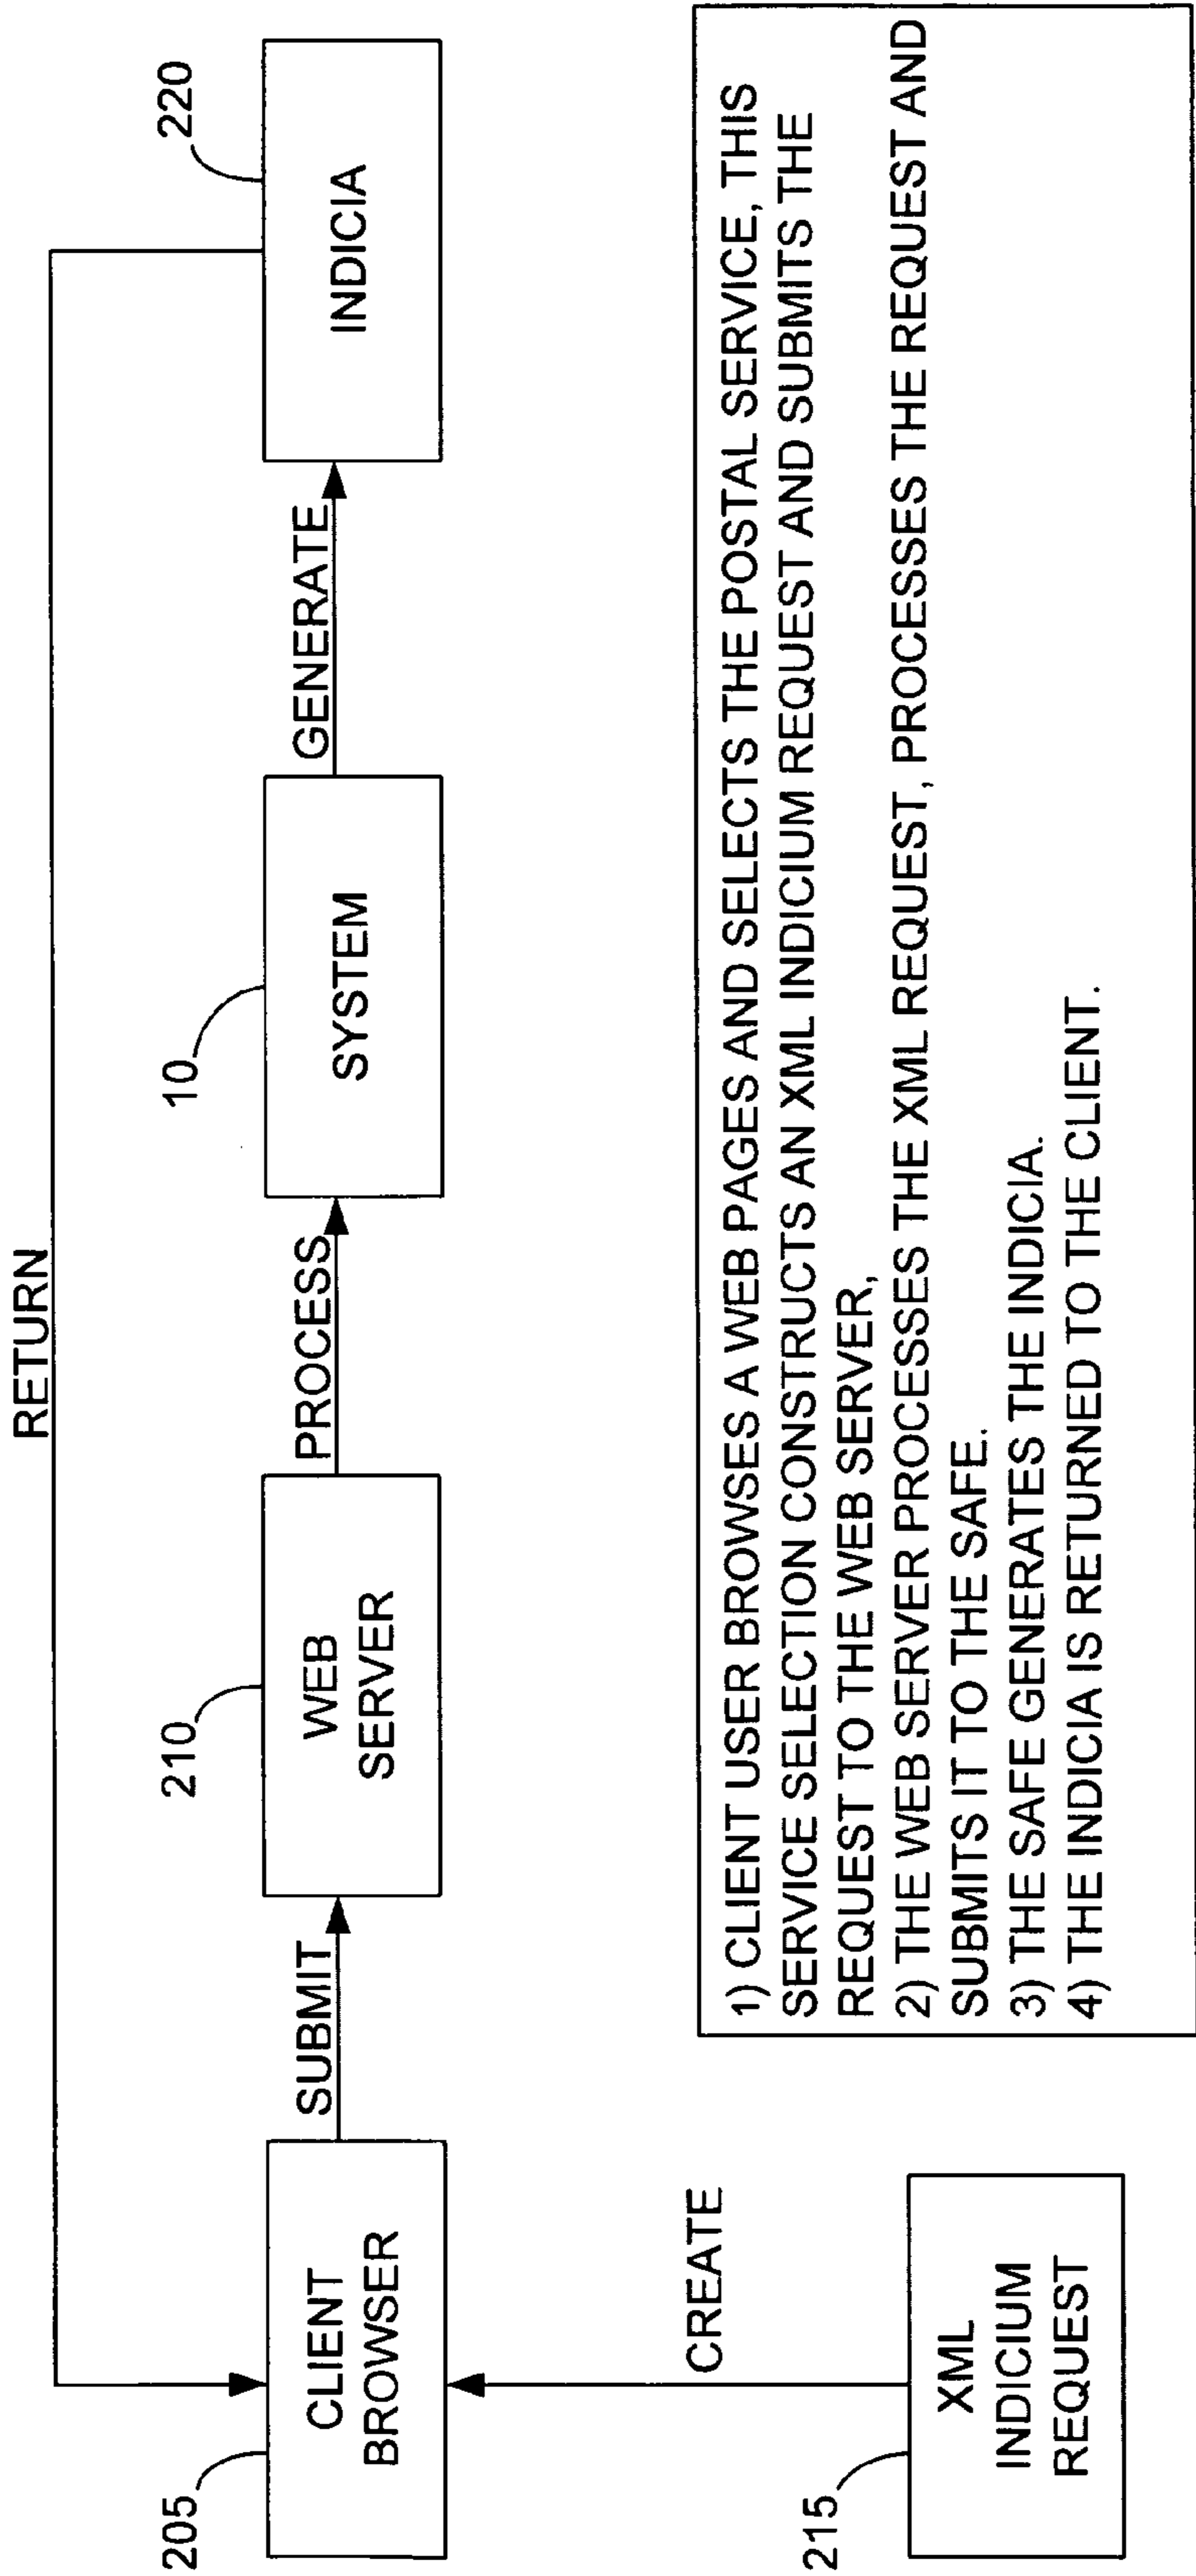 RETURN
205
CLIENT
BROWSER
SUBMIT
210
WEB
SERVER
PROCESS
10
SYSTEM
GENERATE
220
INDICIA
CREATE
215
XML
INDICIUM
REQUEST
1) CLIENT USER BROWSES A WEB PAGES AND SELECTS THE POSTAL SERVICE, THIS
SERVICE SELECTION CONSTRUCTS AN XML INDICIUM REQUEST AND SUBMITS THE
REQUEST TO THE WEB SERVER,
2) THE WEB SERVER PROCESSES THE XML REQUEST, PROCESSES THE REQUEST AND
SUBMITS IT TO THE SAFE.
3) THE SAFE GENERATES THE INDICIA.
4) THE INDICIA IS RETURNED TO THE CLIENT.